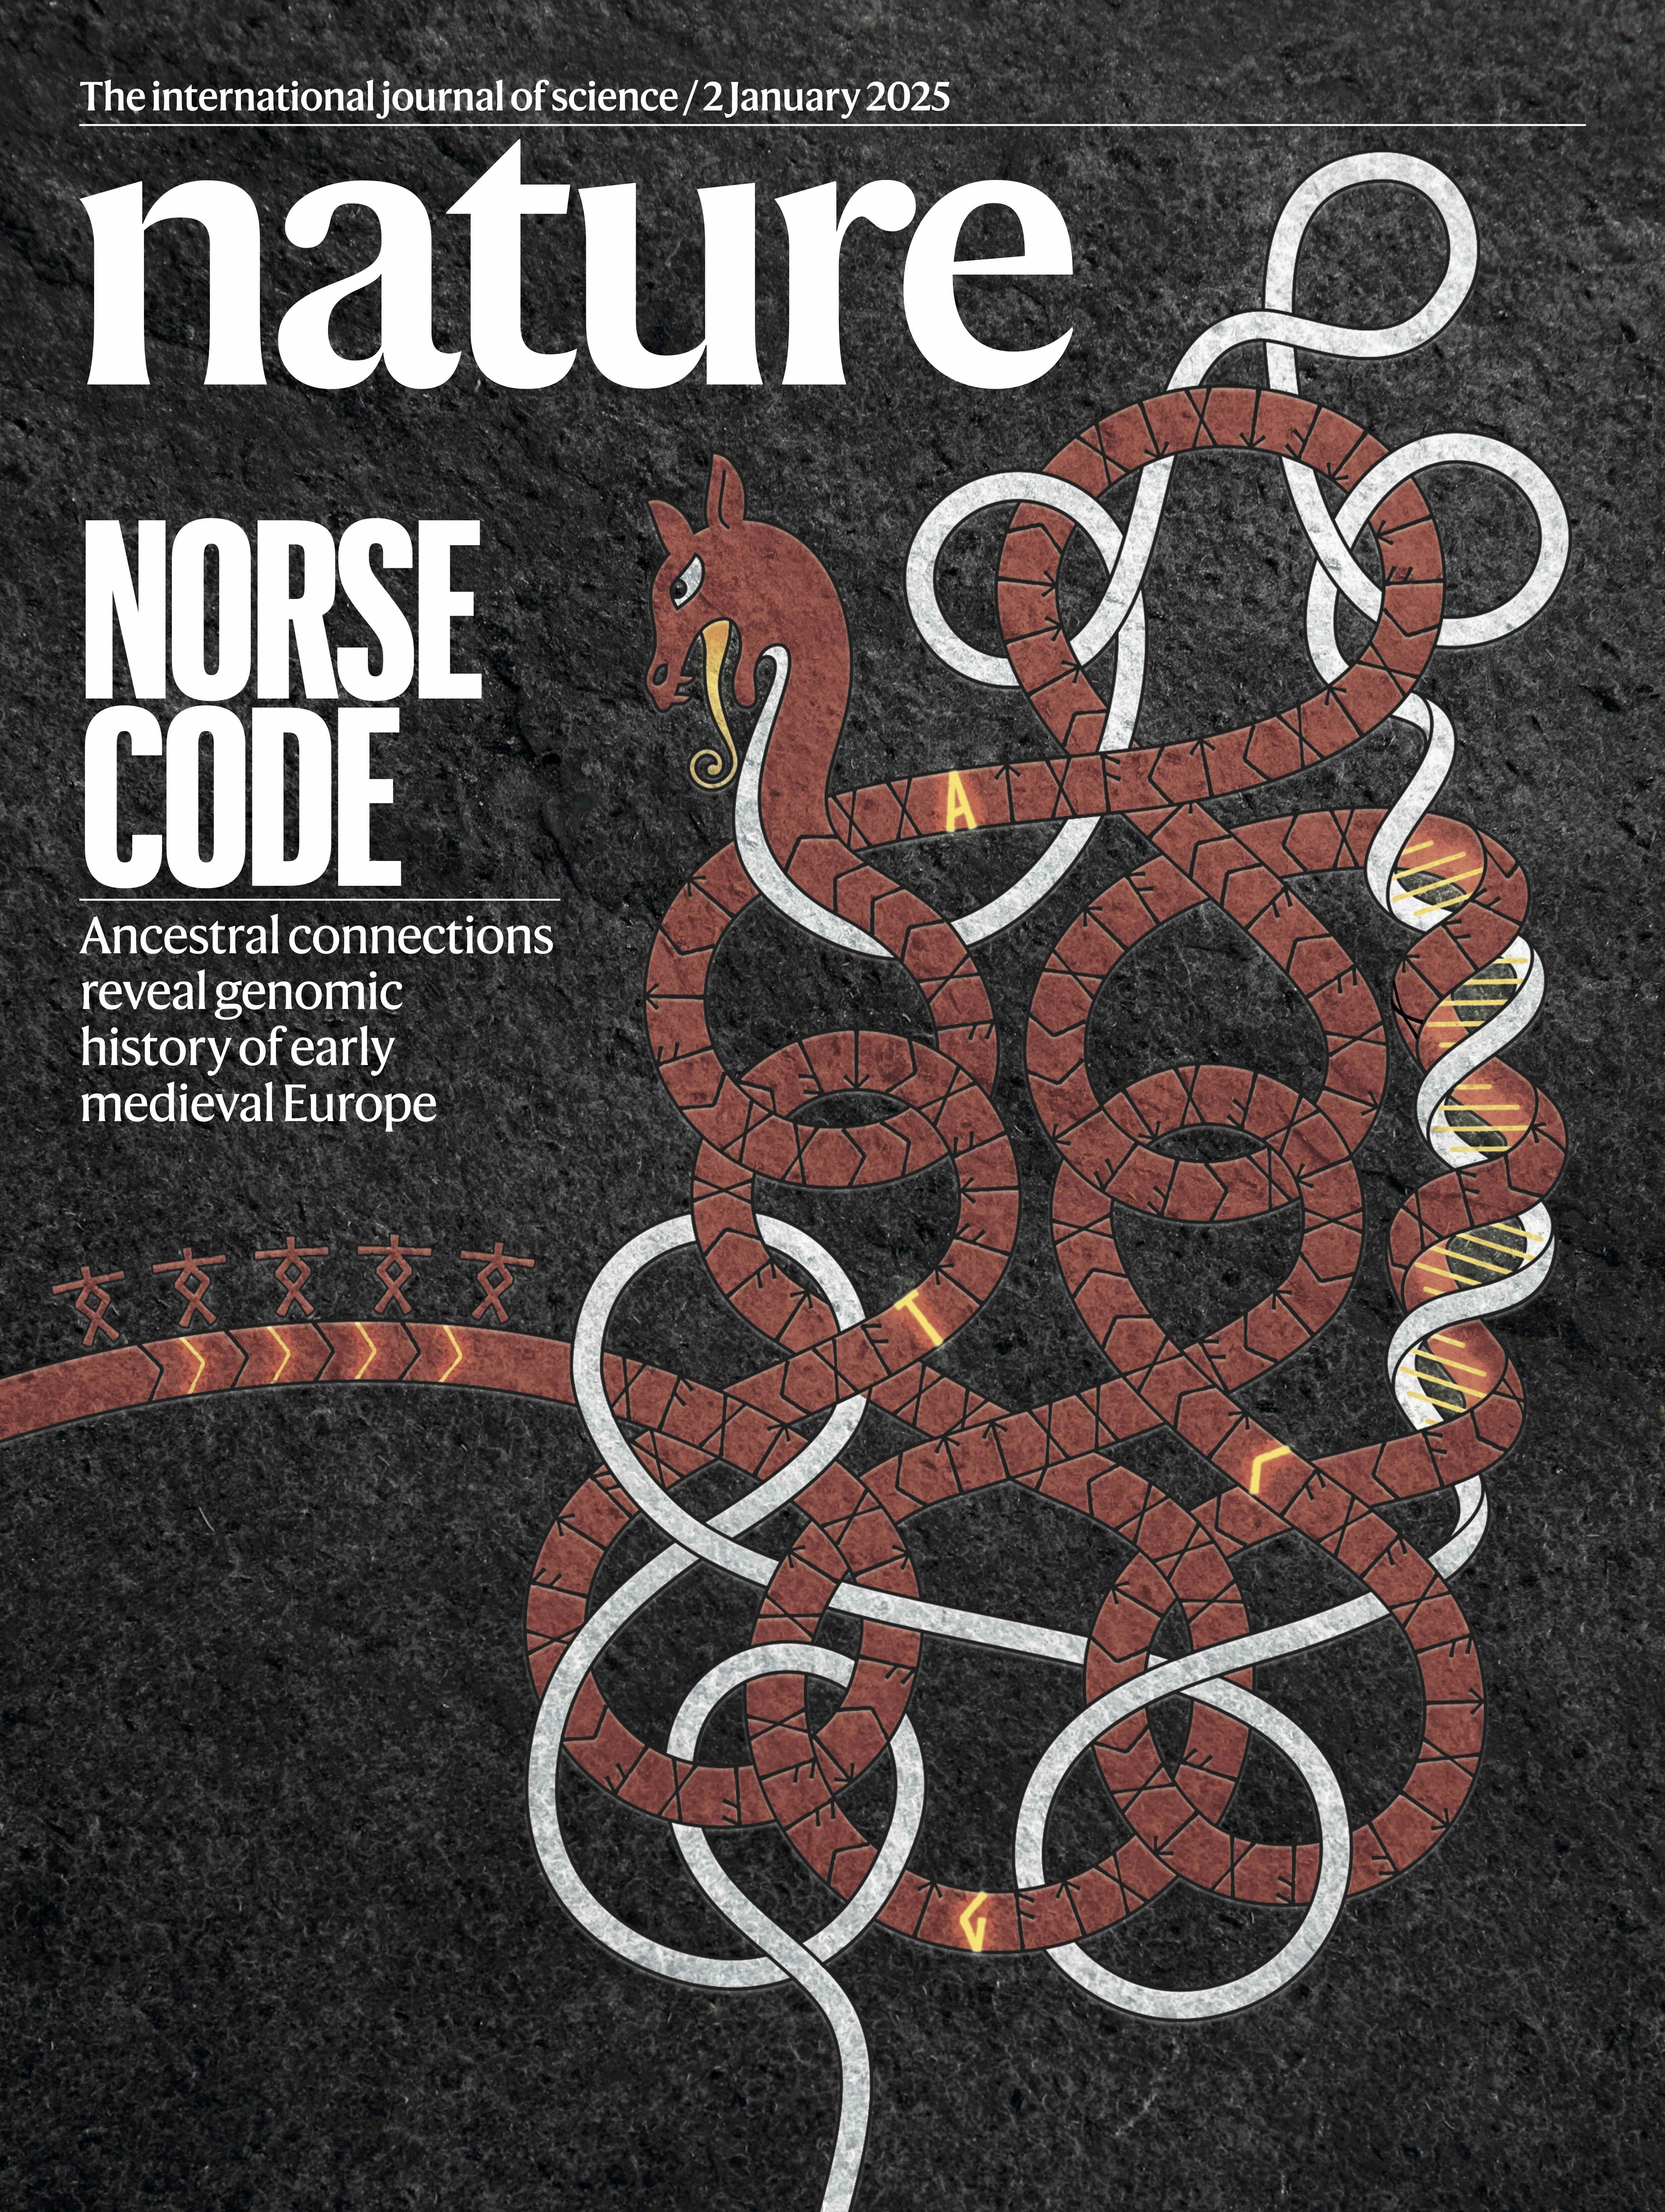 The international journal of science / 2 January 2025
nature
NORSE
CODE
Ancestral connections
reveal genomic
history of early
medieval Europe
A
T
G